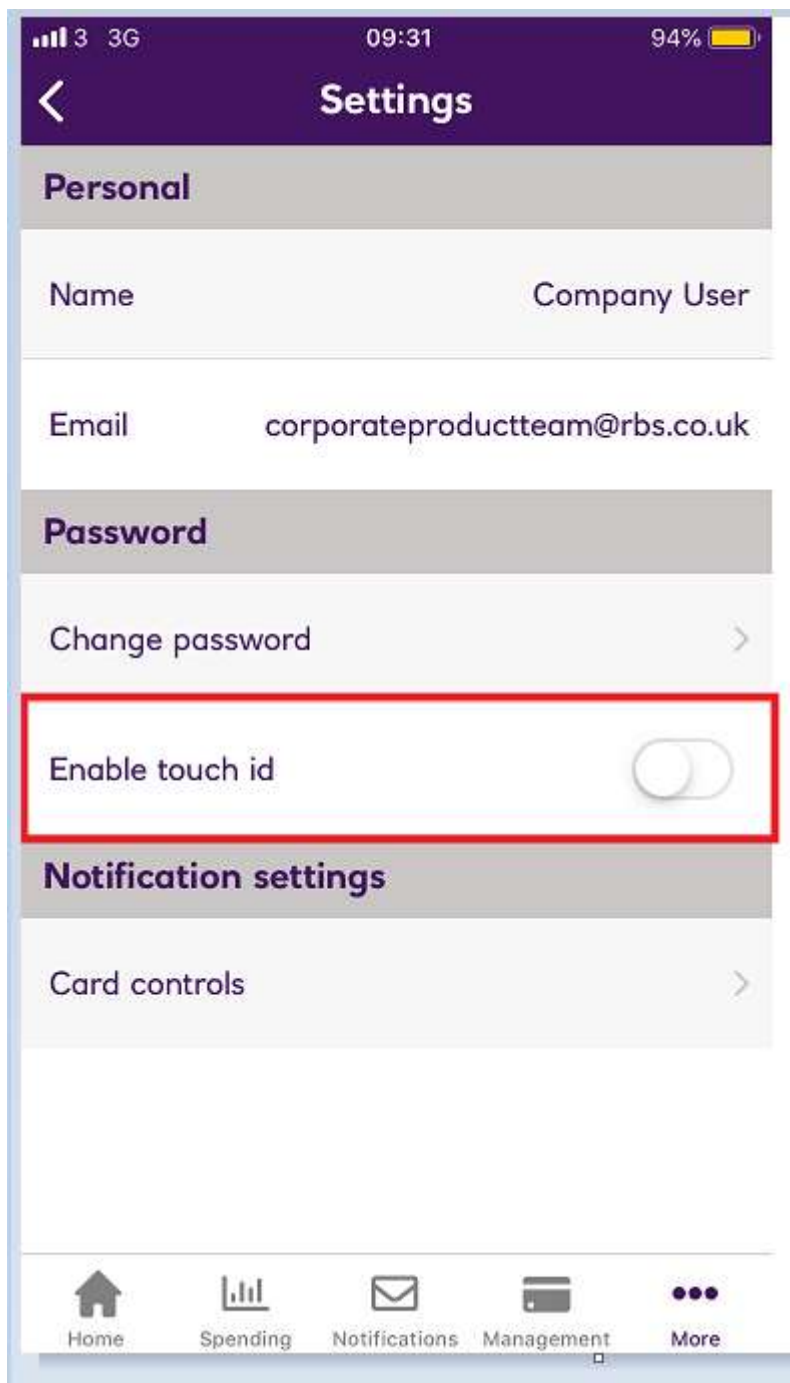 3 3G 09:31 94%
Settings
Personal
Name Company User
Email corporateproductteam@rbs.co.uk
Password
Change password
Enable touch id
Notification settings
Card controls
Home Spending Notifications Management More